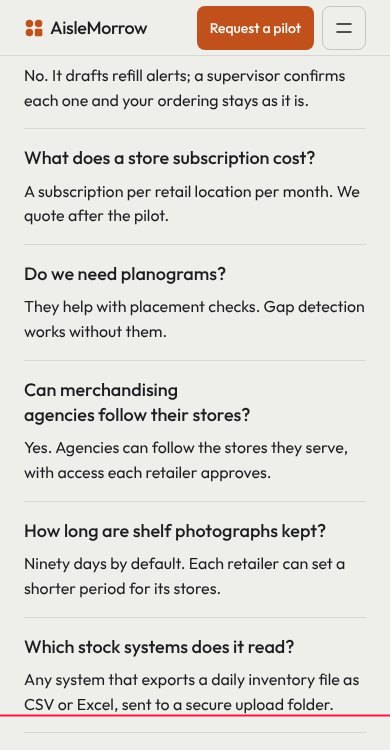 AisleMorrow
Request a pilot
No. It drafts refill alerts; a supervisor confirms
each one and your ordering stays as it is.
What does a store subscription cost?
A subscription per retail location per month. We
quote after the pilot.
Do we need planograms?
They help with placement checks. Gap detection
works without them.
Can merchandising
agencies follow their stores?
Yes. Agencies can follow the stores they serve,
with access each retailer approves.
How long are shelf photographs kept?
Ninety days by default. Each retailer can set a
shorter period for its stores.
Which stock systems does it read?
Any system that exports a daily inventory file as
CSV or Excel, sent to a secure upload folder.